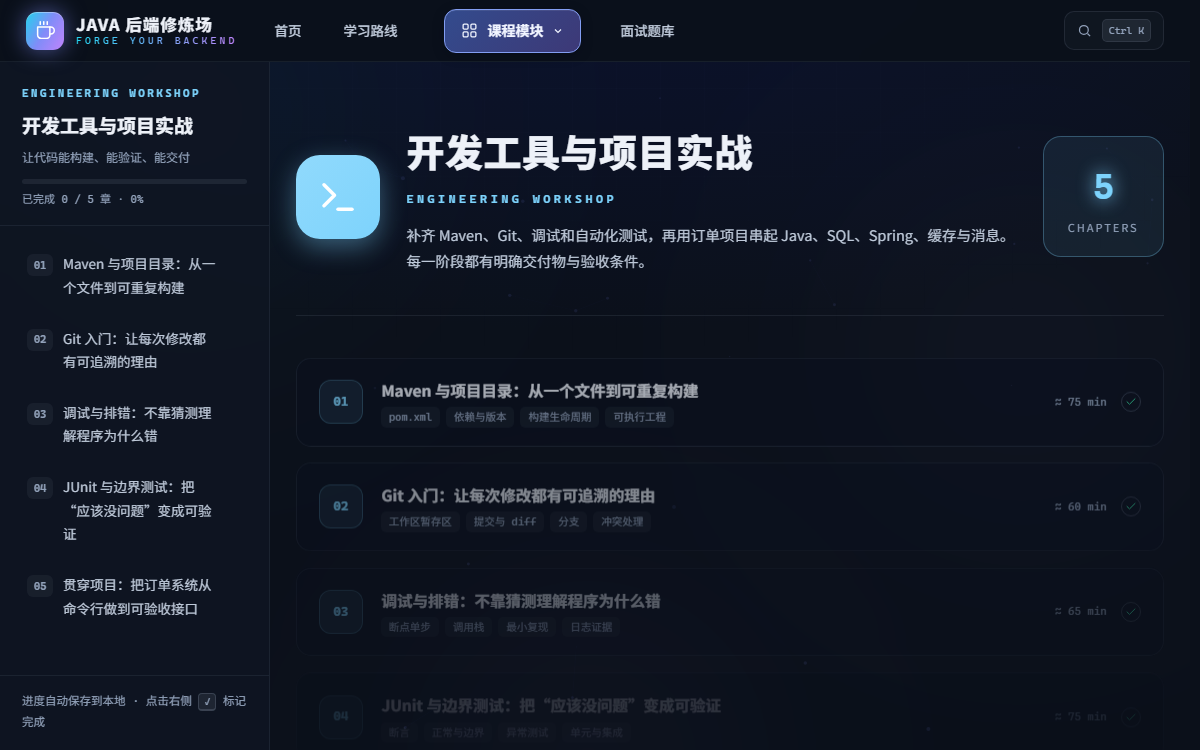 JAVA 后端修炼场
FORGE YOUR BACKEND
首页
学习路线
课程模块
面试题库
Ctrl K
ENGINEERING WORKSHOP
开发工具与项目实战
让代码能构建、能验证、能交付
已完成 0 / 5 章 · 0%
01
Maven 与项目目录：从一
个文件到可重复构建
02
Git 入门：让每次修改都
有可追溯的理由
03
调试与排错：不靠猜测理
解程序为什么错
04
JUnit 与边界测试：把
“应该没问题”变成可验
证
05
贯穿项目：把订单系统从
命令行做到可验收接口
进度自动保存到本地 · 点击右侧 ✓ 标记
完成
开发工具与项目实战
ENGINEERING WORKSHOP
补齐 Maven、Git、调试和自动化测试，再用订单项目串起 Java、SQL、Spring、缓存与消息。
每一阶段都有明确交付物与验收条件。
5
CHAPTERS
01
Maven 与项目目录：从一个文件到可重复构建
pom.xml 依赖与版本 构建生命周期 可执行工程
≈ 75 min
02
Git 入门：让每次修改都有可追溯的理由
工作区暂存区 提交与 diff 分支 冲突处理
≈ 60 min
03
调试与排错：不靠猜测理解程序为什么错
断点单步 调用栈 最小复现 日志证据
≈ 65 min
04
JUnit 与边界测试：把“应该没问题”变成可验证
断言 正常与边界 异常测试 单元与集成
≈ 75 min